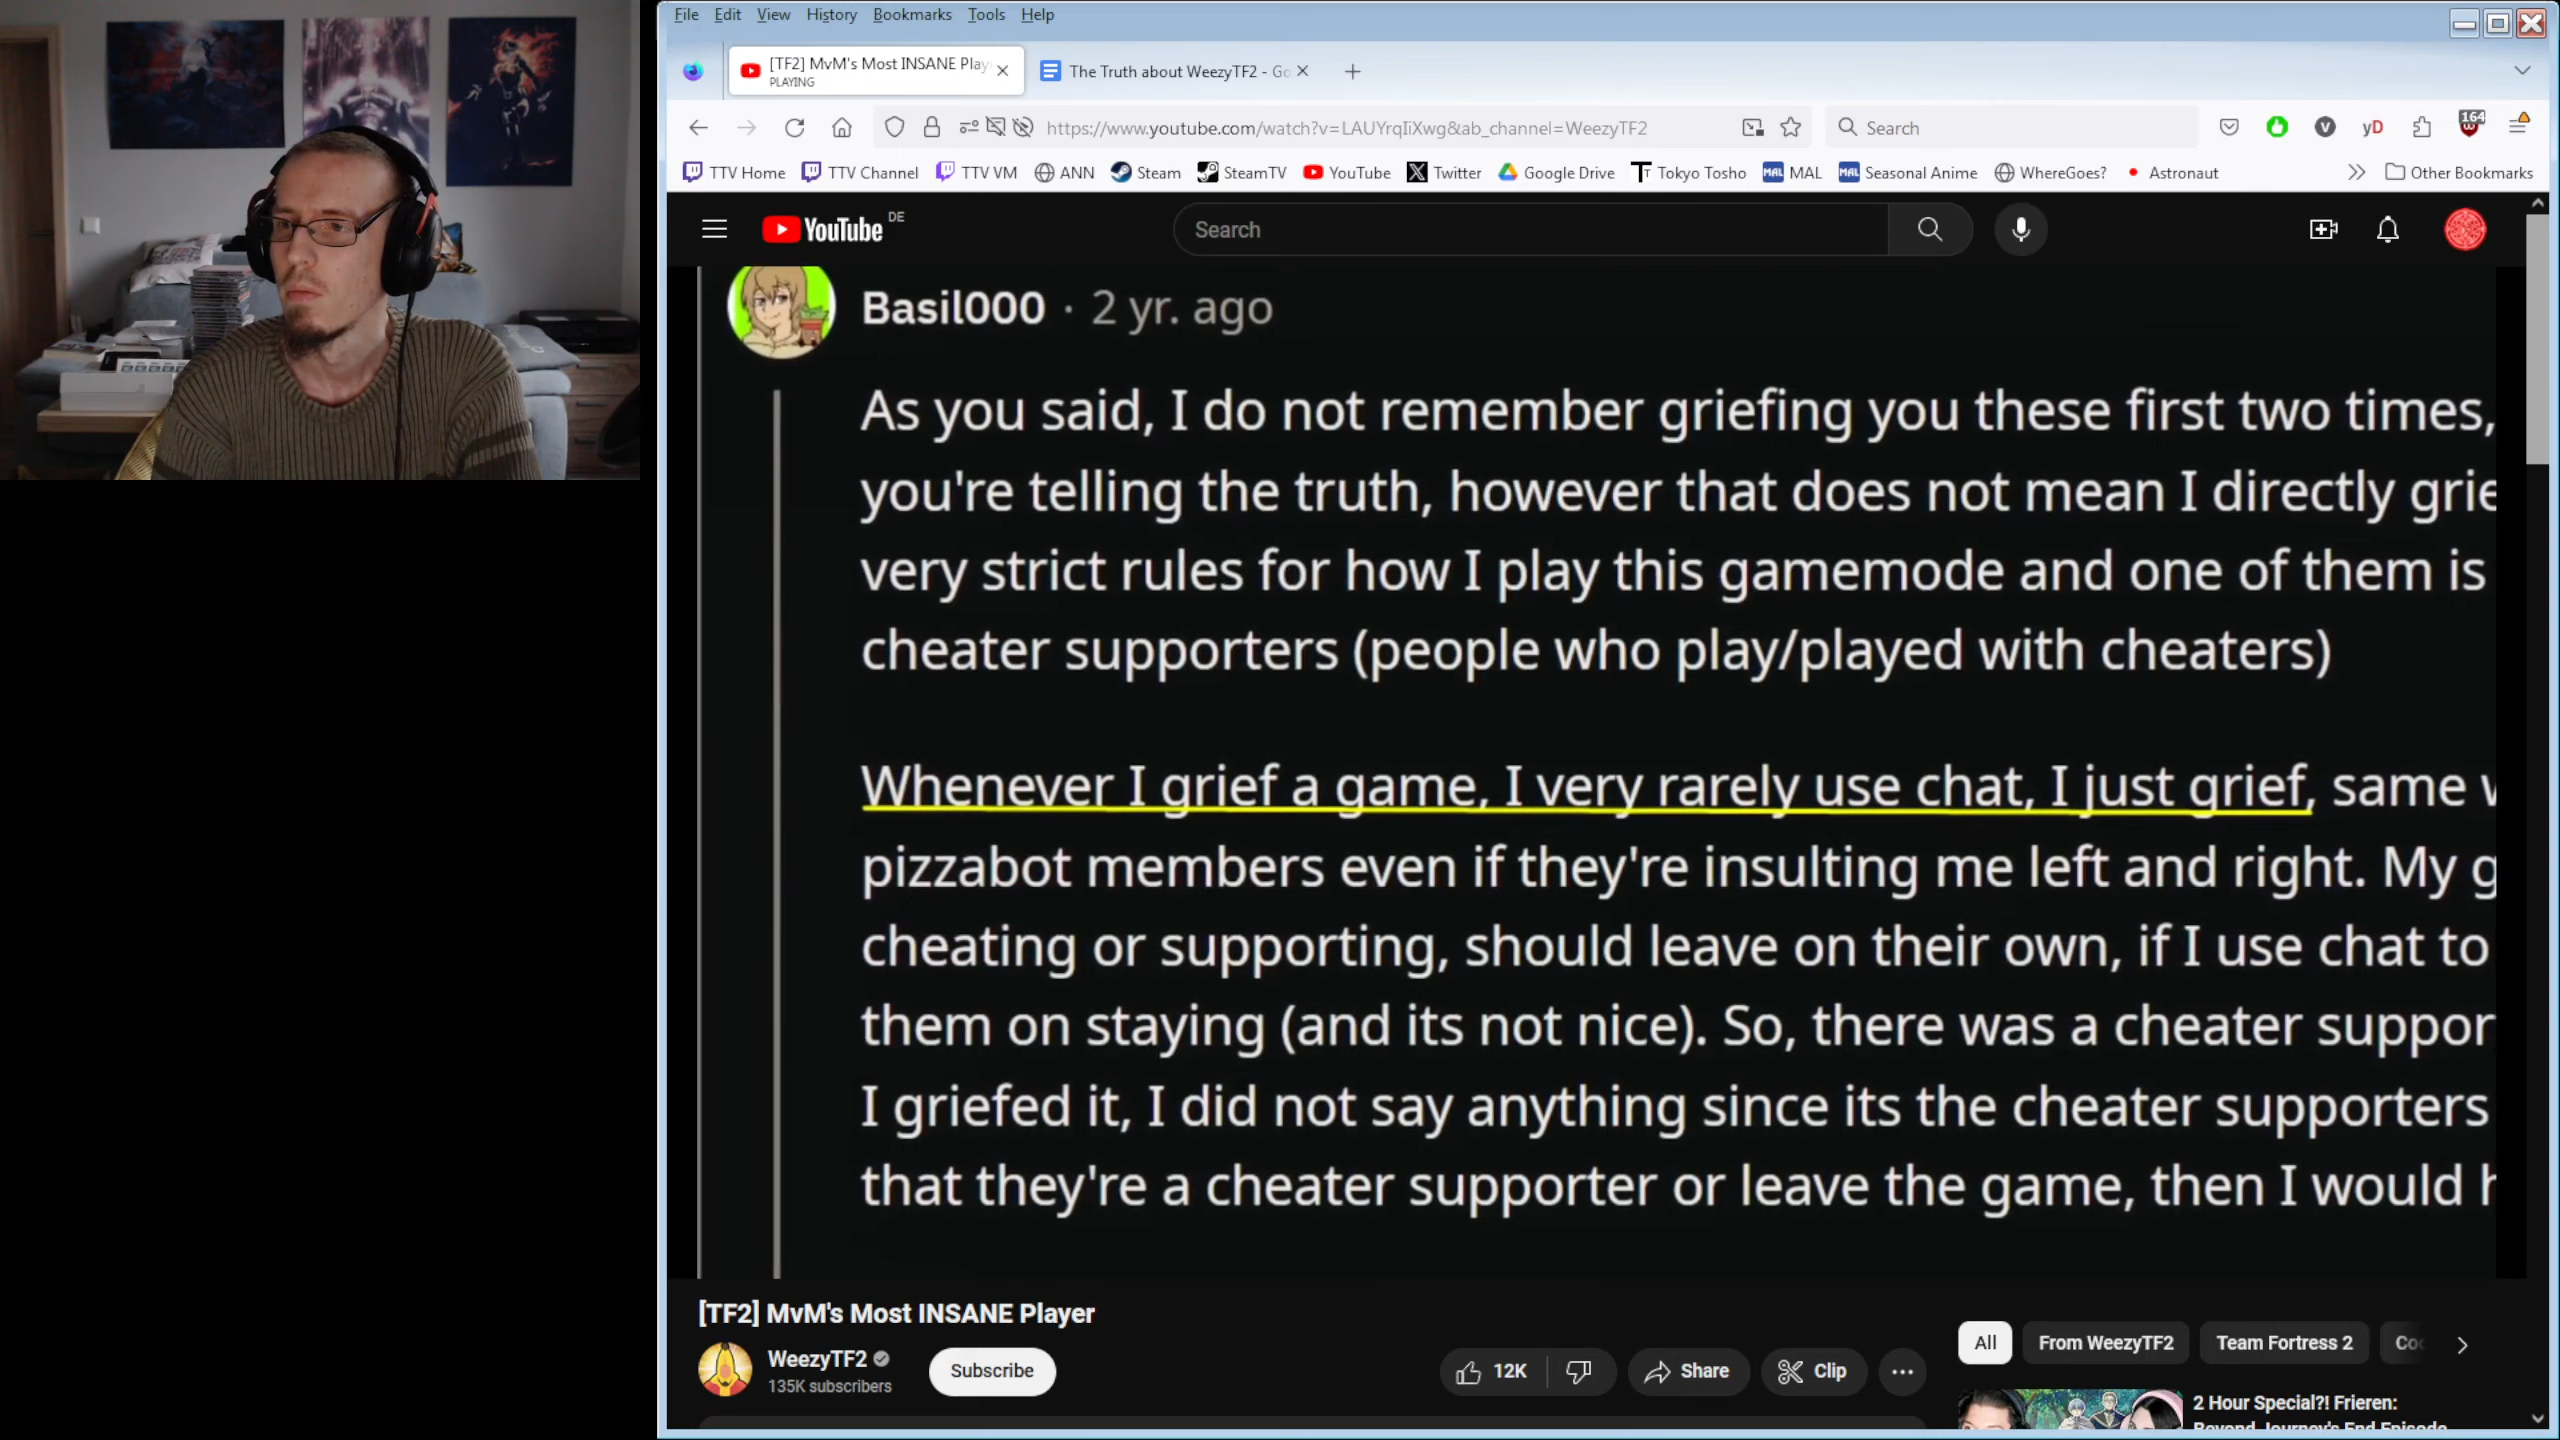 File Edit View History Bookmarks Tools Help
[TF2] MvM's Most INSANE Play
PLAYING
The Truth about WeezyTF2 - Go
https://www.youtube.com/watch?v=LAUYrqIiXwg&ab_channel=WeezyTF2
Search
V
yD
164
TTV Home TTV Channel TTV VM ANN Steam SteamTV YouTube Twitter Google Drive Tokyo Tosho MAL Seasonal Anime WhereGoes? Astronaut Other Bookmarks
YouTube DE
Search
Basil000 · 2 yr. ago
As you said, I do not remember griefing you these first two times,
you're telling the truth, however that does not mean I directly grie
very strict rules for how I play this gamemode and one of them is
cheater supporters (people who play/played with cheaters)
Whenever I grief a game, I very rarely use chat, I just grief, same w
pizzabot members even if they're insulting me left and right. My g
cheating or supporting, should leave on their own, if I use chat to
them on staying (and its not nice). So, there was a cheater suppor
I griefed it, I did not say anything since its the cheater supporters
that they're a cheater supporter or leave the game, then I would h
[TF2] MvM's Most INSANE Player
WeezyTF2
135K subscribers
Subscribe
12K
Share
Clip
All From WeezyTF2 Team Fortress 2
2 Hour Special?! Frieren:
Beyond Journey's End Episode